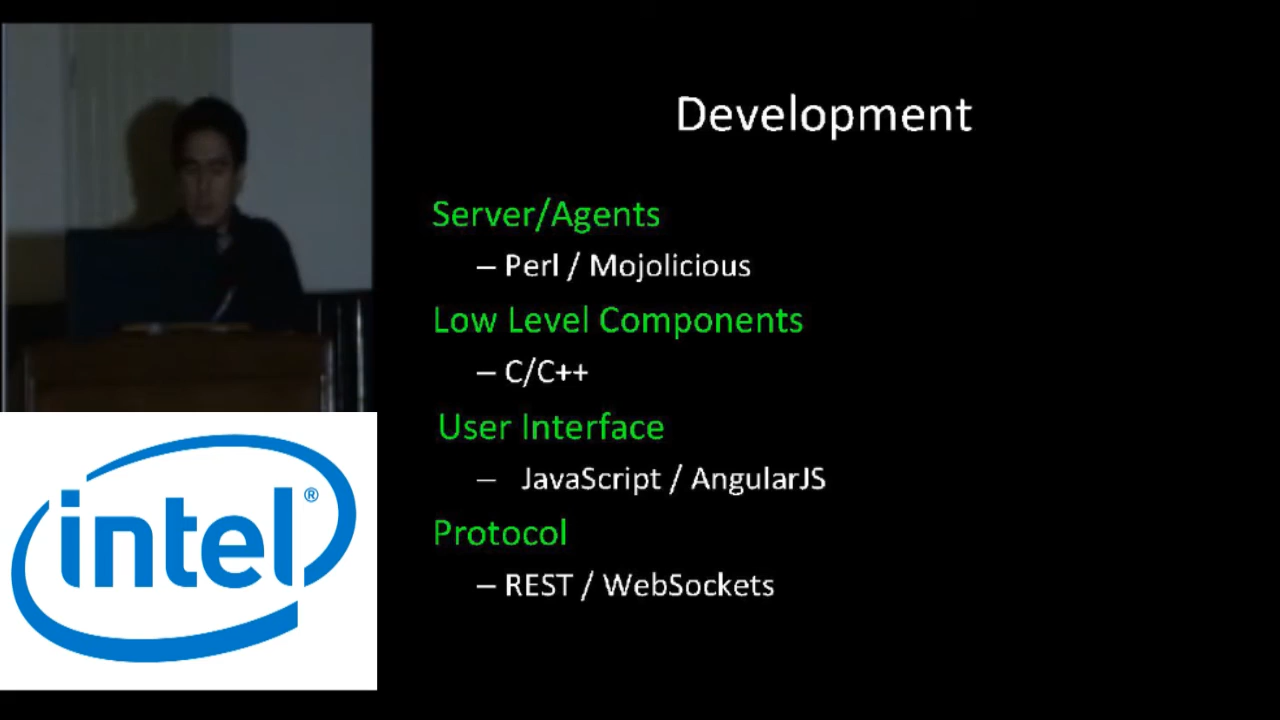 Development
Server/Agents
– Perl / Mojolicious
Low Level Components
– C/C++
User Interface
– JavaScript / AngularJS
Protocol
– REST / WebSockets
intel®